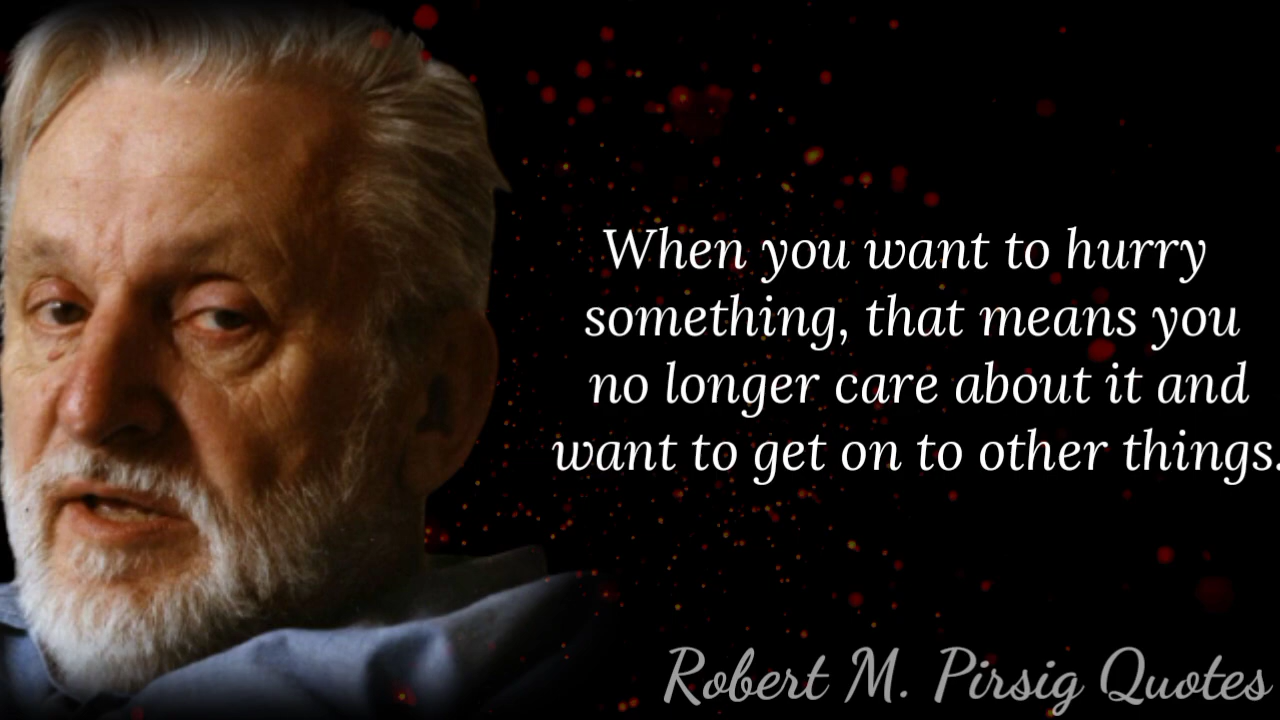 When you want to hurry
something, that means you
no longer care about it and
want to get on to other things.
Robert M. Pirsig Quotes